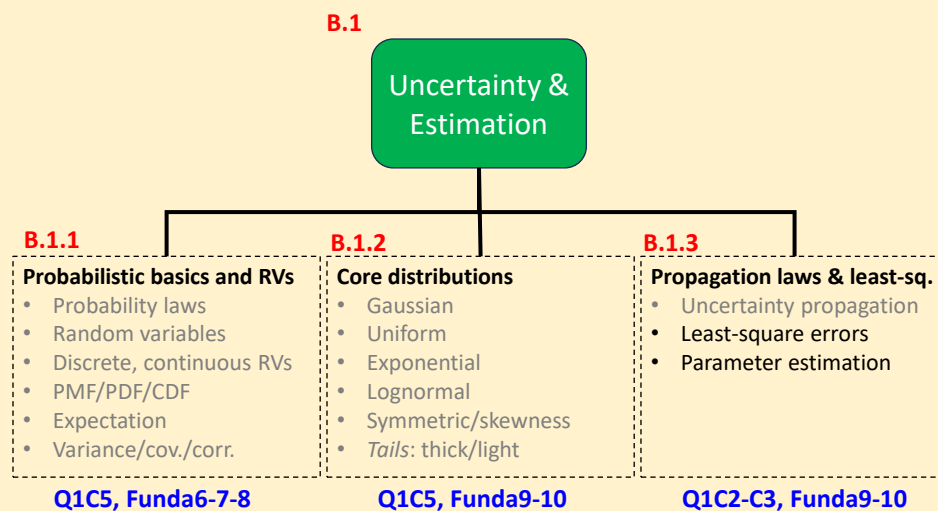 B.1
Uncertainty &
Estimation
B.1.1
Probabilistic basics and RVs
• Probability laws
• Random variables
• Discrete, continuous RVs
• PMF/PDF/CDF
• Expectation
• Variance/cov./corr.
Q1C5, Funda6-7-8
B.1.2
Core distributions
• Gaussian
• Uniform
• Exponential
• Lognormal
• Symmetric/skewness
• Tails: thick/light
Q1C5, Funda9-10
B.1.3
Propagation laws & least-sq.
• Uncertainty propagation
• Least-square errors
• Parameter estimation
Q1C2-C3, Funda9-10